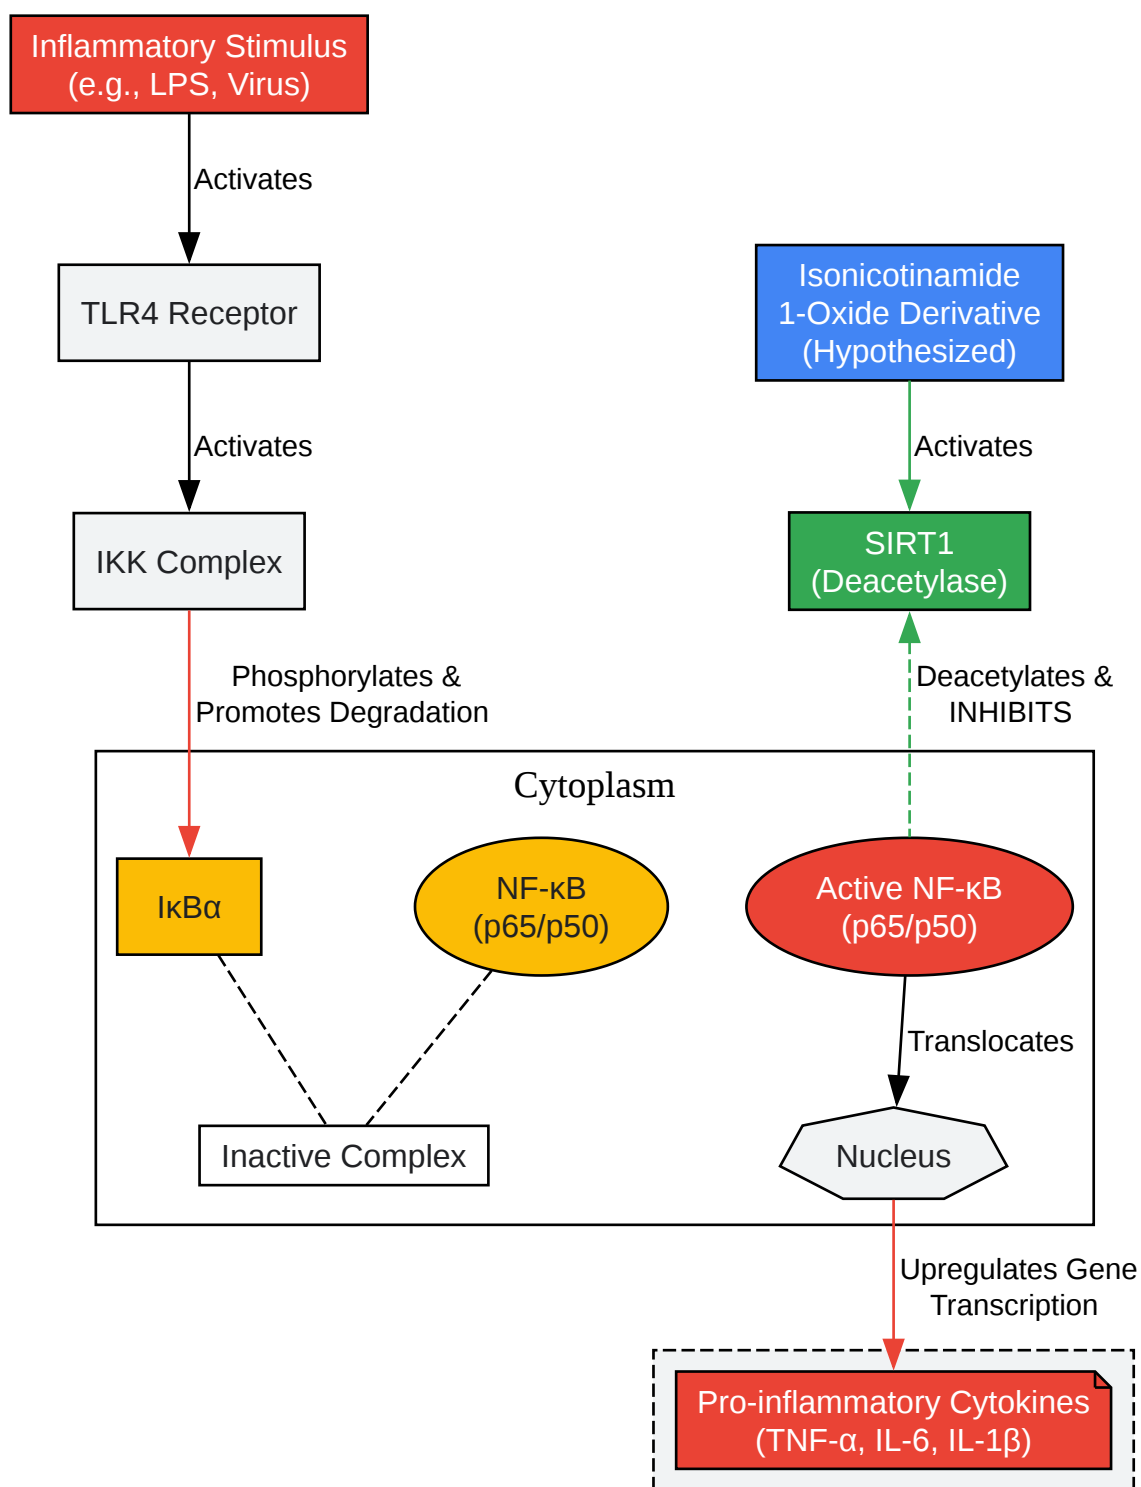 Inflammatory Stimulus
(e.g., LPS, Virus)
Activates
TLR4 Receptor
Isonicotinamide
1-Oxide Derivative
(Hypothesized)
Activates
Activates
IKK Complex
SIRT1
(Deacetylase)
Phosphorylates &
Promotes Degradation
Deacetylates &
INHIBITS
Cytoplasm
IκBα
NF-κB
(p65/p50)
Active NF-κB
(p65/p50)
Translocates
Inactive Complex
Nucleus
Upregulates Gene
Transcription
Pro-inflammatory Cytokines
(TNF-α, IL-6, IL-1β)